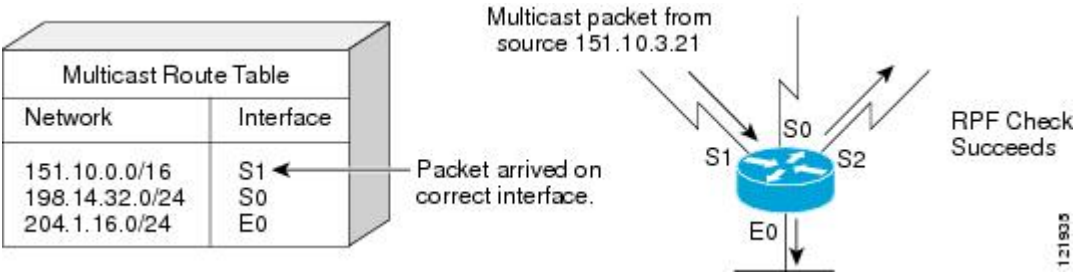 Multicast Route Table
Network Interface
151.10.0.0/16 S1
198.14.32.0/24 S0
204.1.16.0/24 E0
Packet arrived on
correct interface.
Multicast packet from
source 151.10.3.21
S0
S1
S2
E0
RPF Check
Succeeds
121935